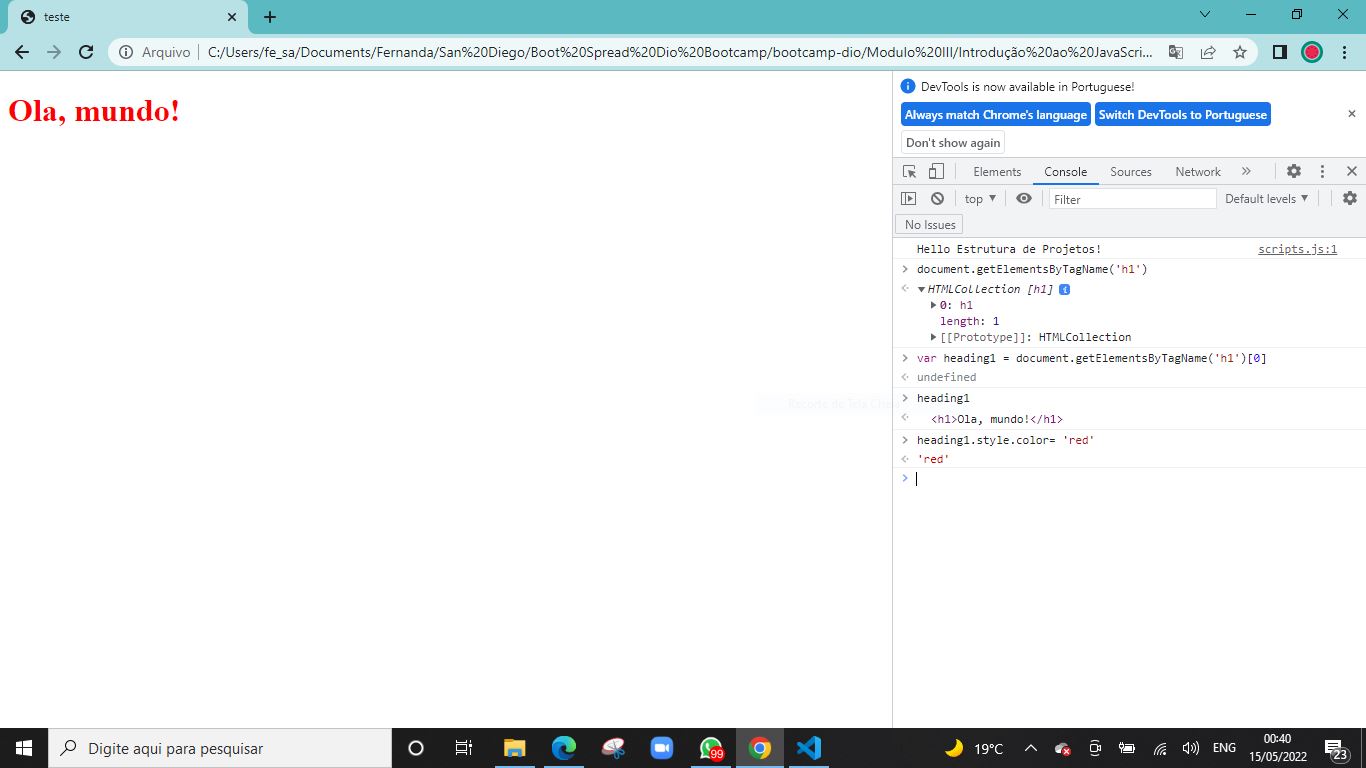 teste
Arquivo
C:/Users/fe_sa/Documents/Fernanda/San%20Diego/Boot%20Spread%20Dio%20Bootcamp/bootcamp-dio/Modulo%20III/Introdução%20ao%20JavaScri...
Ola, mundo!
DevTools is now available in Portuguese!
Always match Chrome's language
Switch DevTools to Portuguese
Don't show again
Elements
Console
Sources
Network
top
Filter
Default levels
No Issues
Hello Estrutura de Projetos! scripts.js:1
document.getElementsByTagName('h1')
HTMLCollection [h1] i
0: h1
length: 1
[[Prototype]]: HTMLCollection
var heading1 = document.getElementsByTagName('h1')[0]
undefined
heading1
<h1>Ola, mundo!</h1>
heading1.style.color= 'red'
'red'
Recorte de Tela
Digite aqui para pesquisar
99
19°C
ENG
00:40
15/05/2022
23